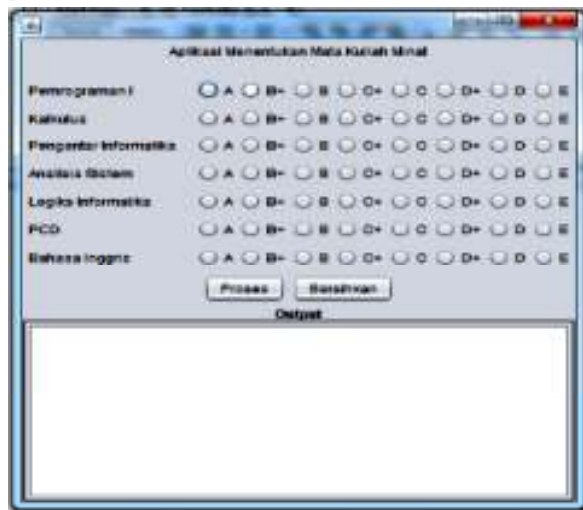 Aplikasi Menentukan Mata Kuliah Minat
Pemrograman I A B+ B C+ C D+ D E
Kalkulus A B+ B C+ C D+ D E
Pengantar Informatika A B+ B C+ C D+ D E
Analisis Sistem A B+ B C+ C D+ D E
Logika Informatika A B+ B C+ C D+ D E
PCD A B+ B C+ C D+ D E
Bahasa Inggris A B+ B C+ C D+ D E
Proses Bersihkan
Output